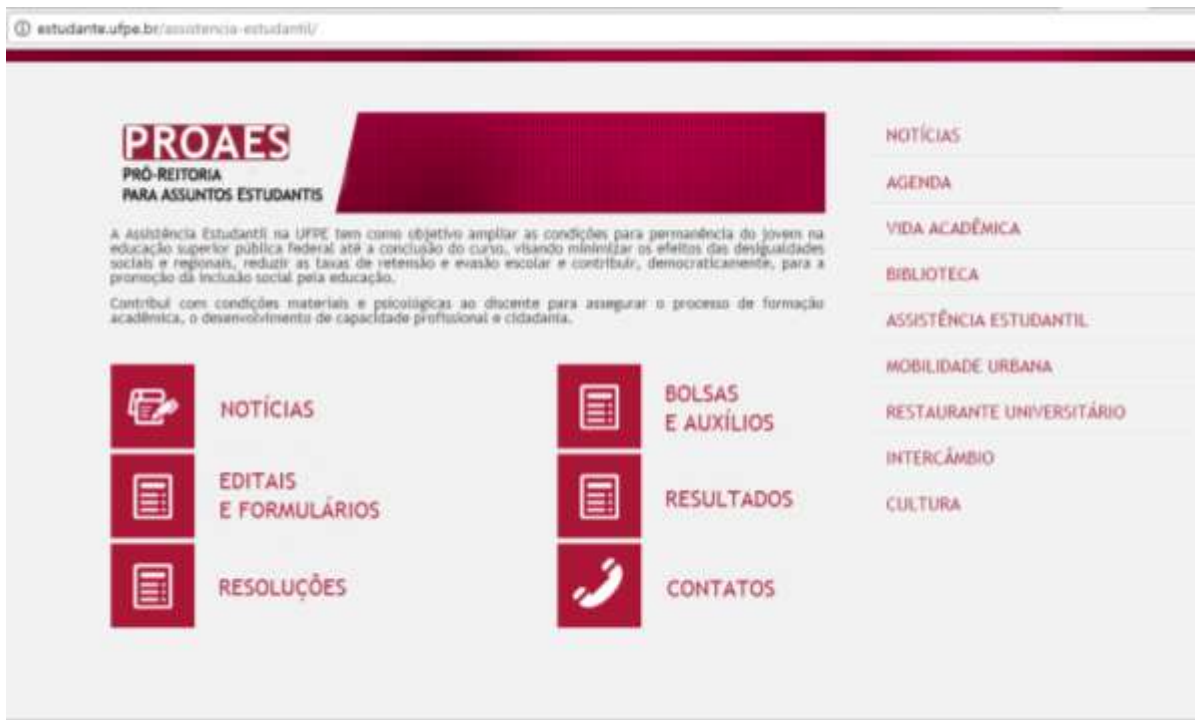 estudante.ufpe.br/assistencia-estudantil/
PROAES
PRÓ-REITORIA
PARA ASSUNTOS ESTUDANTIS
A Assistência Estudantil na UFPE tem como objetivo ampliar as condições para permanência do jovem na
educação superior pública federal até a conclusão do curso, visando minimizar os efeitos das desigualdades
sociais e regionais, reduzir as taxas de retensão e evasão escolar e contribuir, democraticamente, para a
promoção da inclusão social pela educação.
Contribui com condições materiais e psicológicas ao discente para assegurar o processo de formação
acadêmica, o desenvolvimento de capacidade profissional e cidadania.
NOTÍCIAS
EDITAIS
E FORMULÁRIOS
RESOLUÇÕES
BOLSAS
E AUXÍLIOS
RESULTADOS
CONTATOS
NOTÍCIAS
AGENDA
VIDA ACADÊMICA
BIBLIOTECA
ASSISTÊNCIA ESTUDANTIL
MOBILIDADE URBANA
RESTAURANTE UNIVERSITÁRIO
INTERCÂMBIO
CULTURA